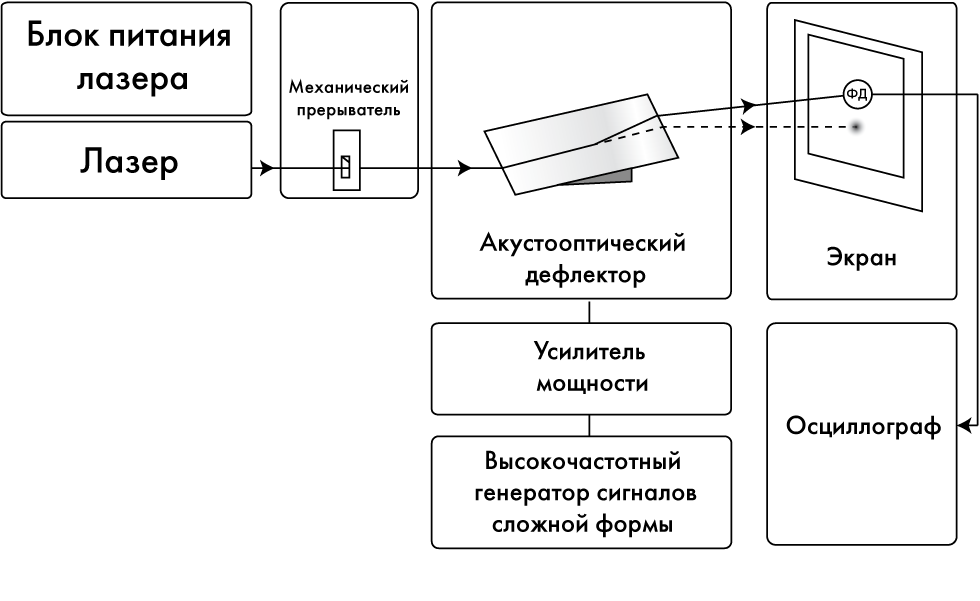 Блок питания
лазера
Лазер
Механический
прерыватель
Акустооптический
дефлектор
ФД
Экран
Усилитель
мощности
Высокочастотный
генератор сигналов
сложной формы
Осциллограф